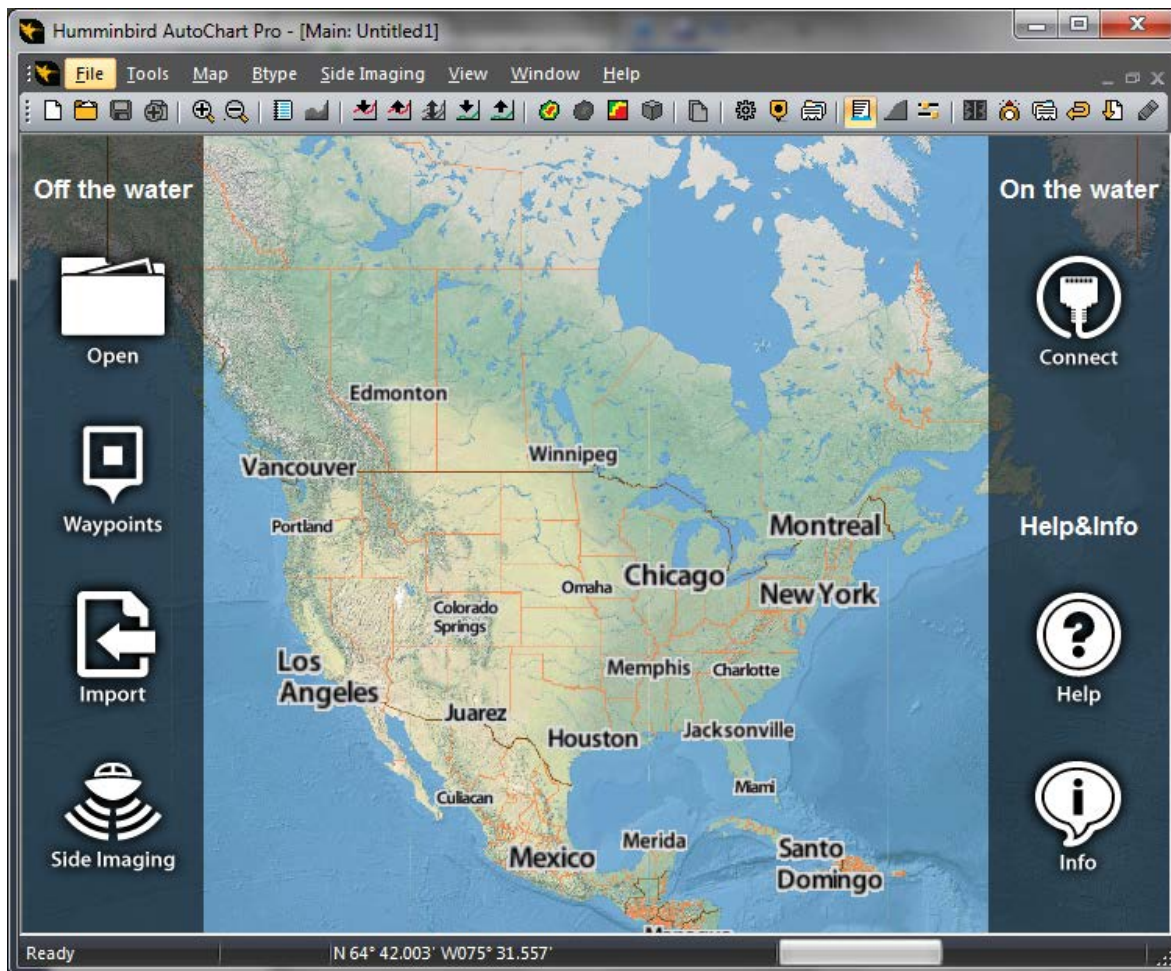 Humminbird AutoChart Pro - [Main: Untitled1]
File Tools Map Btype Side Imaging View Window Help
Off the water
Open
Waypoints
Import
Side Imaging
Edmonton
Winnipeg
Vancouver
Portland
Montreal
Omaha
Chicago
New York
Colorado
Springs
Los
Angeles
Memphis
Charlotte
Juarez
Houston
Jacksonville
Miami
Culiacan
Merida
Mexico
Santo
Domingo
On the water
Connect
Help&Info
Help
Info
Ready
N 64° 42.003' W075° 31.557'